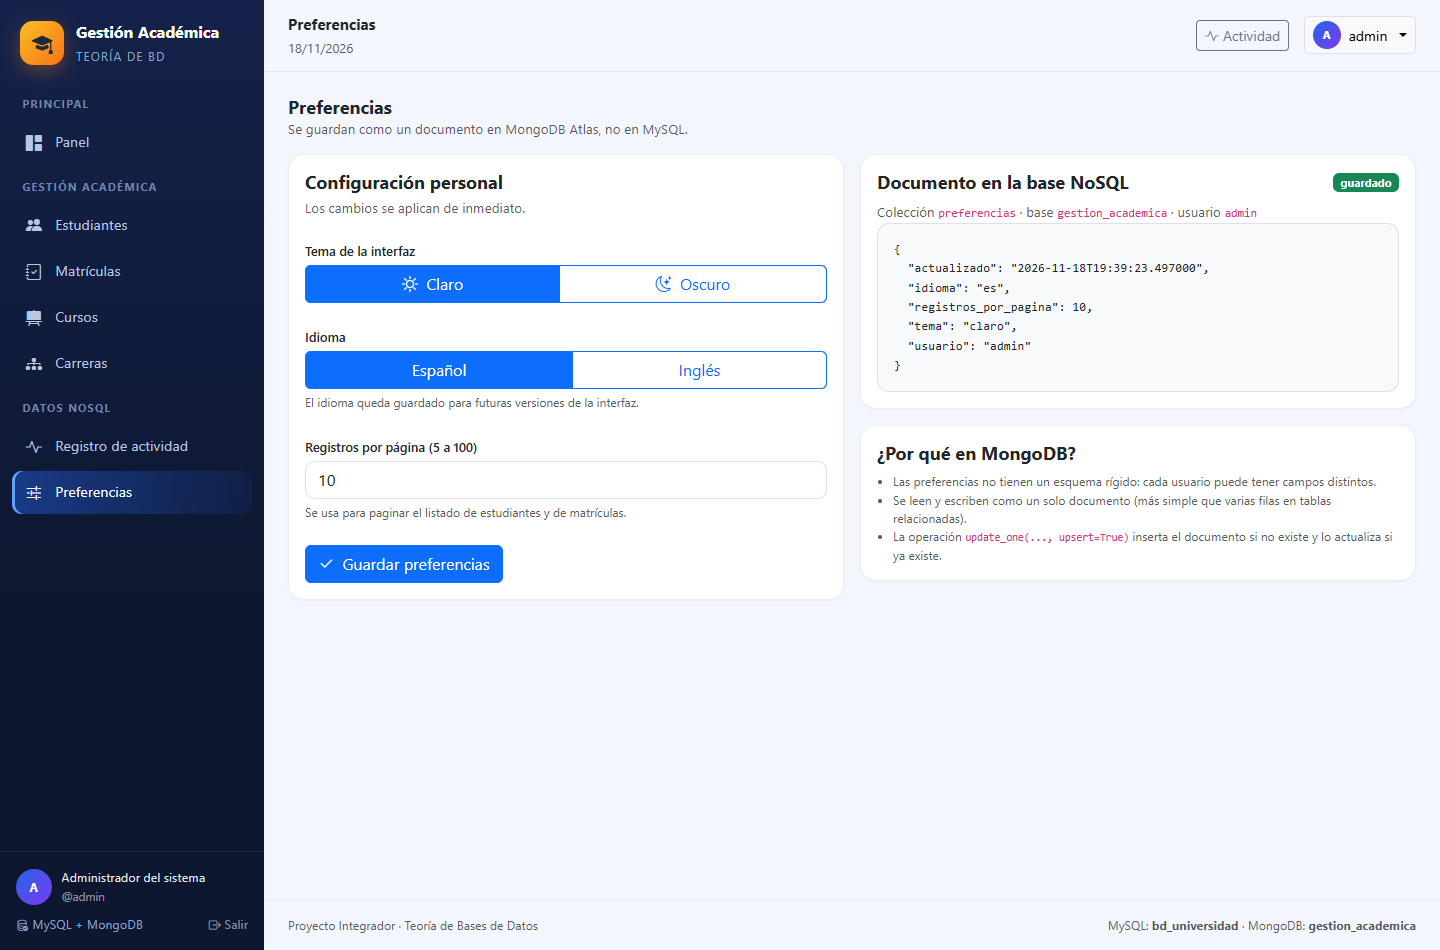 Gestión Académica
TEORÍA DE BD
PRINCIPAL
Panel
GESTIÓN ACADÉMICA
Estudiantes
Matrículas
Cursos
Carreras
DATOS NOSQL
Registro de actividad
Preferencias
A
Administrador del sistema
@admin
MySQL + MongoDB
Salir
Preferencias
18/11/2026
Actividad
A
admin
Preferencias
Se guardan como un documento en MongoDB Atlas, no en MySQL.
Configuración personal
Los cambios se aplican de inmediato.
Tema de la interfaz
Claro
Oscuro
Idioma
Español
Inglés
El idioma queda guardado para futuras versiones de la interfaz.
Registros por página (5 a 100)
10
Se usa para paginar el listado de estudiantes y de matrículas.
Guardar preferencias
Documento en la base NoSQL
guardado
Colección preferencias · base gestion_academica · usuario admin
{
"actualizado": "2026-11-18T19:39:23.497000",
"idioma": "es",
"registros_por_pagina": 10,
"tema": "claro",
"usuario": "admin"
}
¿Por qué en MongoDB?
• Las preferencias no tienen un esquema rígido: cada usuario puede tener campos distintos.
• Se leen y escriben como un solo documento (más simple que varias filas en tablas
relacionadas).
• La operación update_one(..., upsert=True) inserta el documento si no existe y lo actualiza si
ya existe.
Proyecto Integrador · Teoría de Bases de Datos
MySQL: bd_universidad · MongoDB: gestion_academica